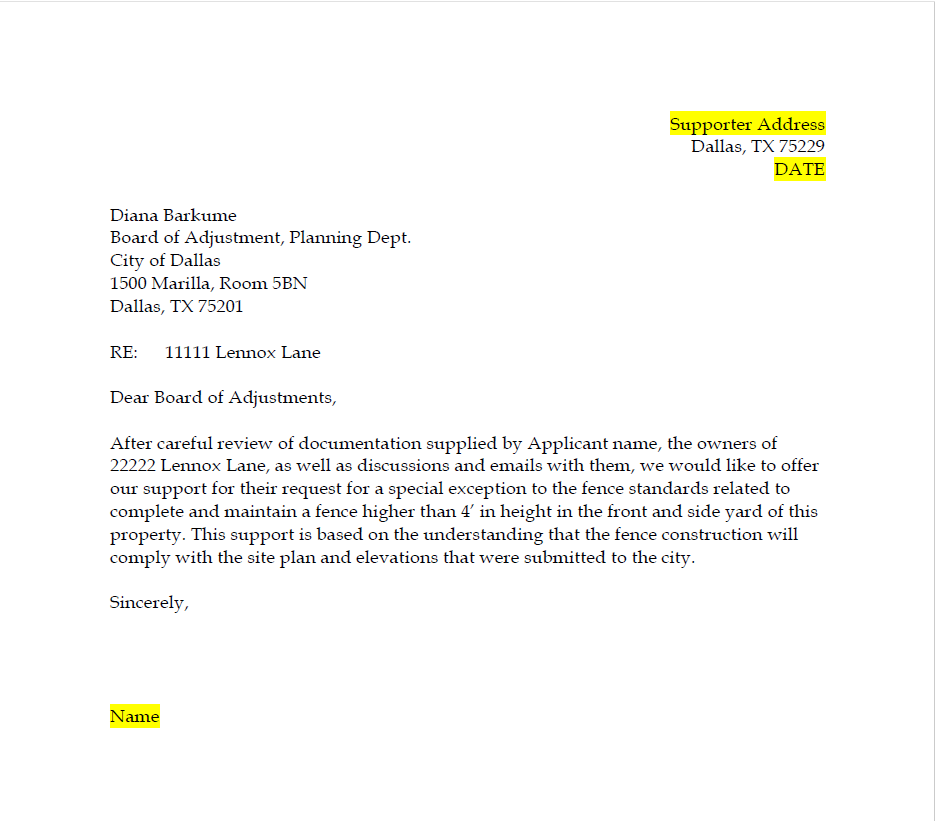 Supporter Address
Dallas, TX 75229
DATE
Diana Barkume
Board of Adjustment, Planning Dept.
City of Dallas
1500 Marilla, Room 5BN
Dallas, TX 75201
RE: 11111 Lennox Lane
Dear Board of Adjustments,
After careful review of documentation supplied by Applicant name, the owners of
22222 Lennox Lane, as well as discussions and emails with them, we would like to offer
our support for their request for a special exception to the fence standards related to
complete and maintain a fence higher than 4’ in height in the front and side yard of this
property. This support is based on the understanding that the fence construction will
comply with the site plan and elevations that were submitted to the city.
Sincerely,
Name